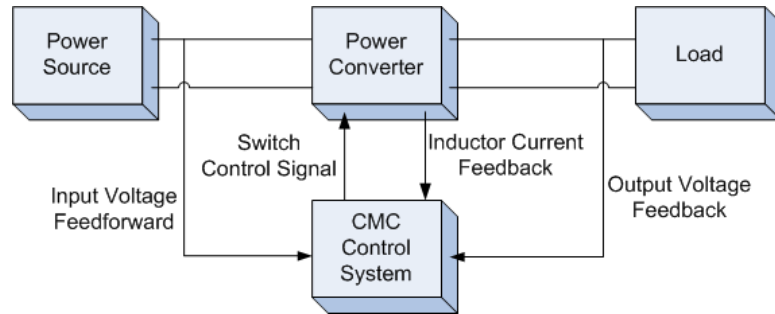 Power
Source
Power
Converter
Load
Switch
Control Signal
Inductor Current
Feedback
Input Voltage
Feedforward
Output Voltage
Feedback
CMC
Control
System